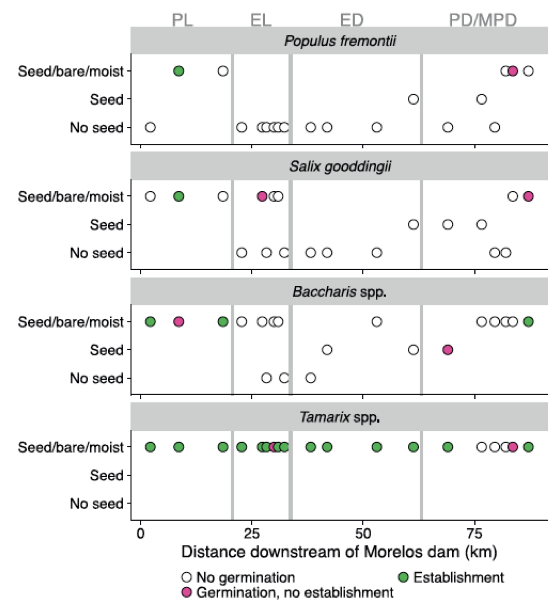 PL EL ED PD/MPD
Populus fremontii
Seed/bare/moist
Seed
No seed
Salix gooddingii
Seed/bare/moist
Seed
No seed
Baccharis spp.
Seed/bare/moist
Seed
No seed
Tamarix spp.
Seed/bare/moist
Seed
No seed
0 25 50 75
Distance downstream of Morelos dam (km)
No germination Establishment
Germination, no establishment